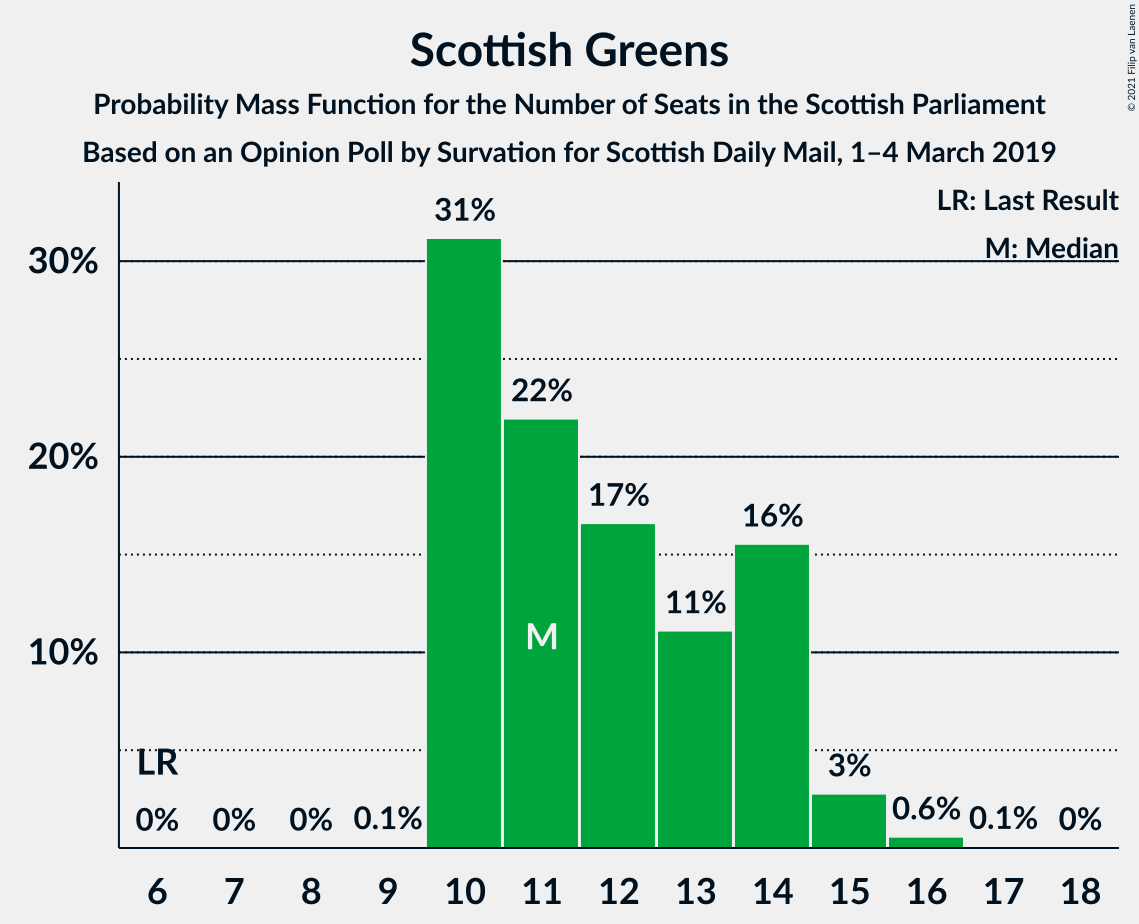 Scottish Greens
Probability Mass Function for the Number of Seats in the Scottish Parliament
Based on an Opinion Poll by Survation for Scottish Daily Mail, 1–4 March 2019
© 2021 Filip van Laenen
LR: Last Result
M: Median
30%
20%
10%
31%
22%
17%
16%
11%
M
LR
3%
0% 0% 0% 0.1% 0.6% 0.1% 0%
6 7 8 9 10 11 12 13 14 15 16 17 18